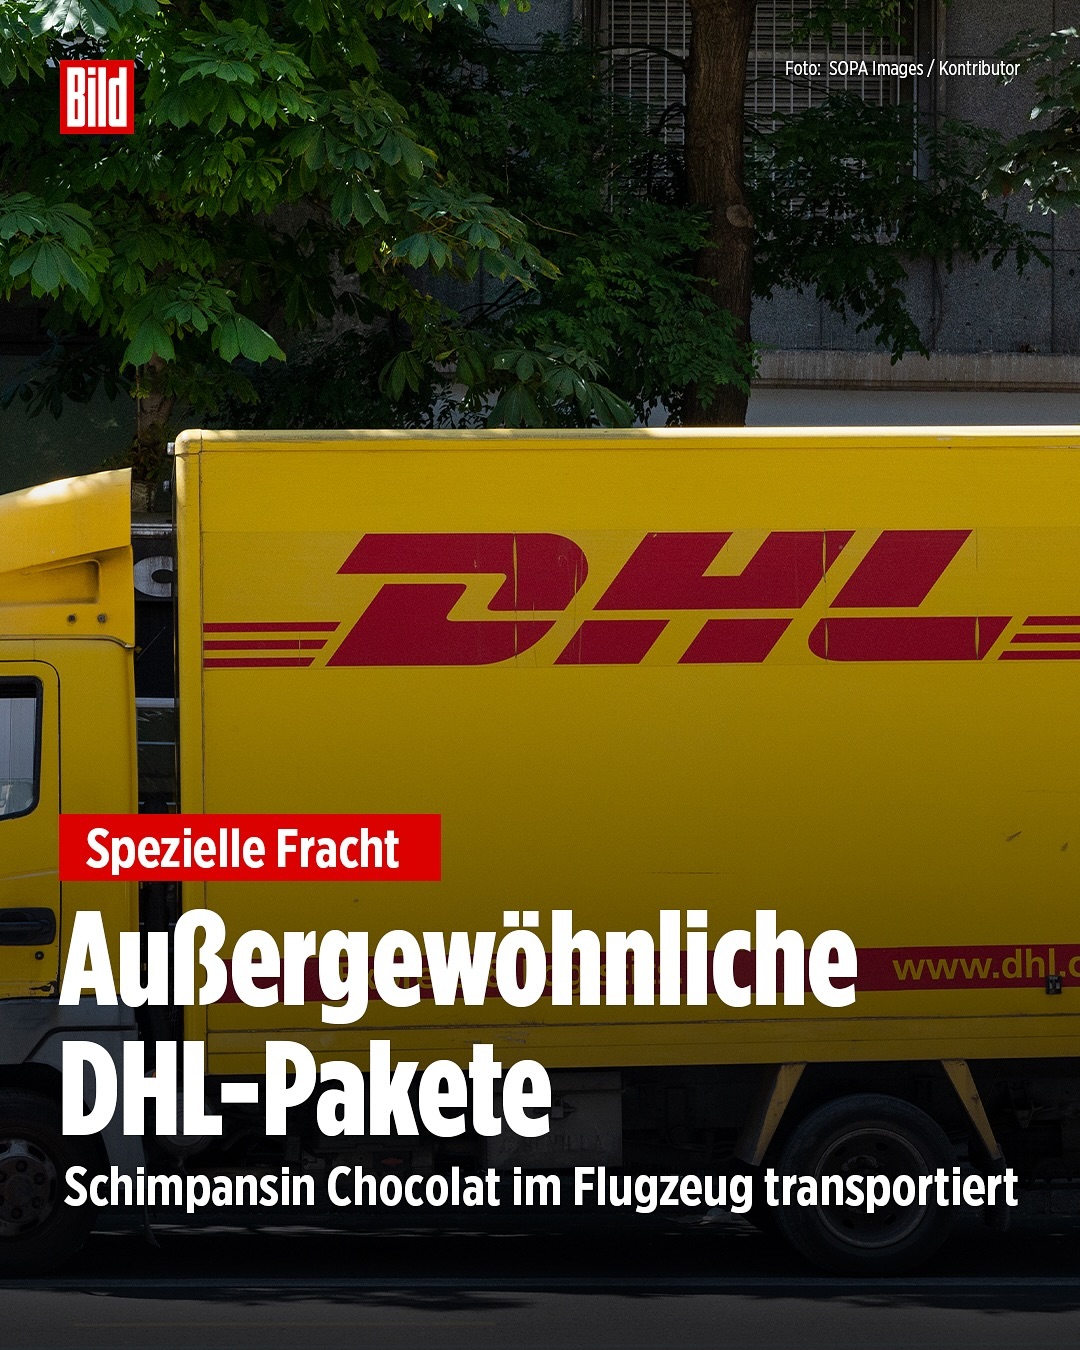 Bild
Foto: SOPA Images / Kontributor
DHL
Spezielle Fracht
www.dhl.c
Außergewöhnliche
DHL-Pakete
Schimpansin Chocolat im Flugzeug transportiert